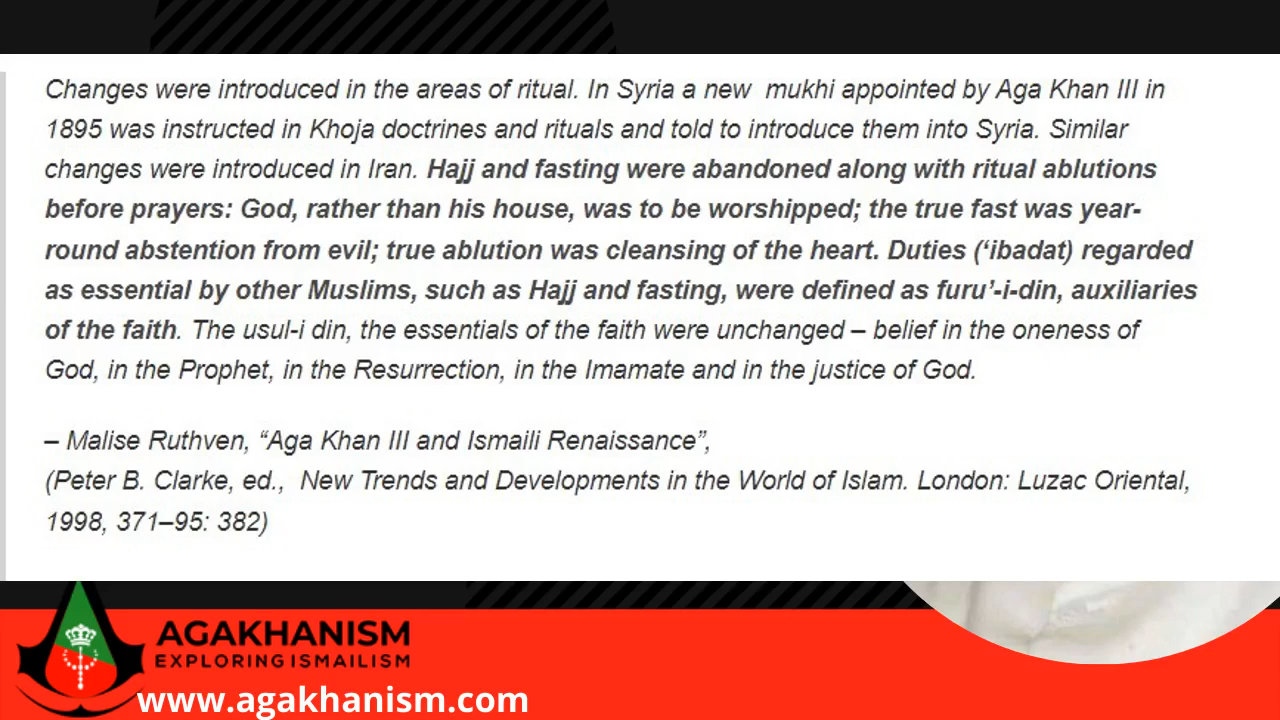 Changes were introduced in the areas of ritual. In Syria a new  mukhi appointed by Aga Khan III in
1895 was instructed in Khoja doctrines and rituals and told to introduce them into Syria. Similar
changes were introduced in Iran. Hajj and fasting were abandoned along with ritual ablutions
before prayers: God, rather than his house, was to be worshipped; the true fast was year-
round abstention from evil; true ablution was cleansing of the heart. Duties (‘ibadat) regarded
as essential by other Muslims, such as Hajj and fasting, were defined as furu’-i-din, auxiliaries
of the faith. The usul-i din, the essentials of the faith were unchanged – belief in the oneness of
God, in the Prophet, in the Resurrection, in the Imamate and in the justice of God.
– Malise Ruthven, “Aga Khan III and Ismaili Renaissance”,
(Peter B. Clarke, ed.,  New Trends and Developments in the World of Islam. London: Luzac Oriental,
1998, 371–95: 382)
AGAKHANISM
EXPLORING ISMAILISM
www.agakhanism.com